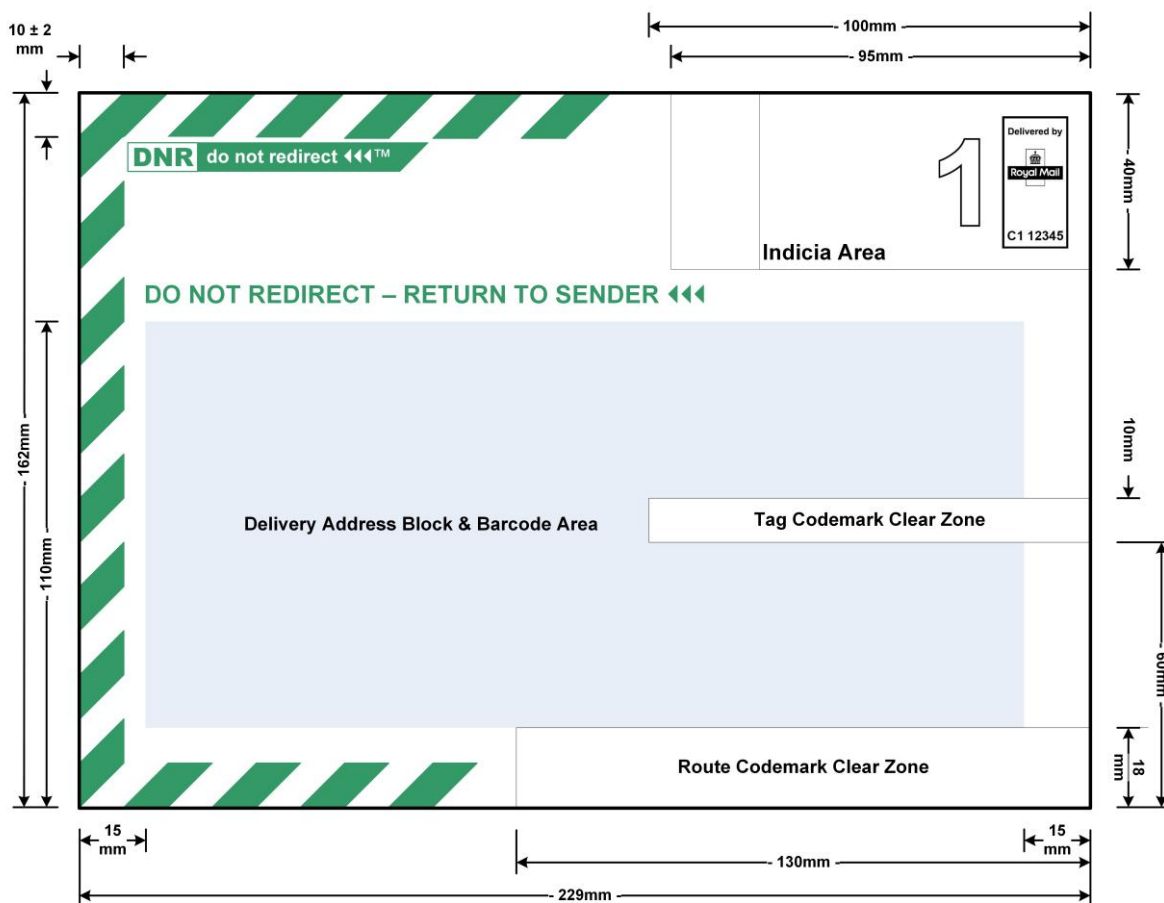 - 100mm -
10 ± 2
mm
- 95mm -
DNR do not redirect ™
1
Delivered by
Royal Mail
C1 12345
- 40mm -
Indicia Area
DO NOT REDIRECT – RETURN TO SENDER
- 162mm -
- 110mm -
10mm
Delivery Address Block & Barcode Area
Tag Codemark Clear Zone
- 60mm -
Route Codemark Clear Zone
18
mm
15
mm
15
mm
- 130mm -
- 229mm -